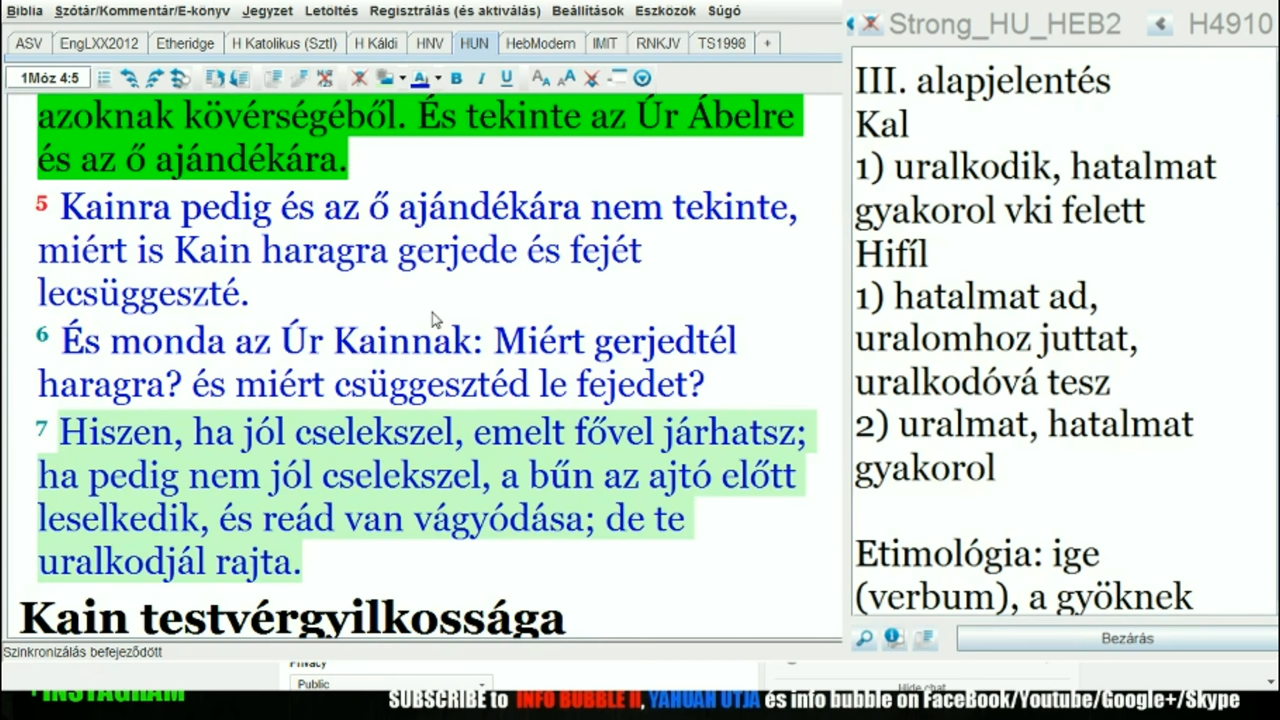 Biblia Szótár/Kommentár/E-könyv Jegyzet Letöltés Regisztrálás (és aktiválás) Beállítások Eszközök Súgó
ASV EngLXX2012 Etheridge H Katolikus (Sztl) H Káldi HNV HUN HebModern IMIT RNKJV TS1998 +
1Móz 4:5
azoknak kövérségéből. És tekinte az Úr Ábelre
és az ő ajándékára.
5 Kainra pedig és az ő ajándékára nem tekinte,
miért is Kain haragra gerjede és fejét
lecsüggeszté.
6 És monda az Úr Kainnak: Miért gerjedtél
haragra? és miért csüggesztéd le fejedet?
7 Hiszen, ha jól cselekszel, emelt fővel járhatsz;
ha pedig nem jól cselekszel, a bűn az ajtó előtt
leselkedik, és reád van vágyódása; de te
uralkodjál rajta.
Kain testvérgyilkossága
Szinkronizálás befejeződött
Strong_HU_HEB2 H4910
III. alapjelentés
Kal
1) uralkodik, hatalmat
gyakorol vki felett
Hifíl
1) hatalmat ad,
uralomhoz juttat,
uralkodóvá tesz
2) uralmat, hatalmat
gyakorol
Etimológia: ige
(verbum), a gyöknek
Bezárás
Privacy
Public
Hide chat
INSTAGRAM
SUBSCRIBE to INFO BUBBLE II, YAHUAH UTJA és info bubble on FaceBook/Youtube/Google+/Skype